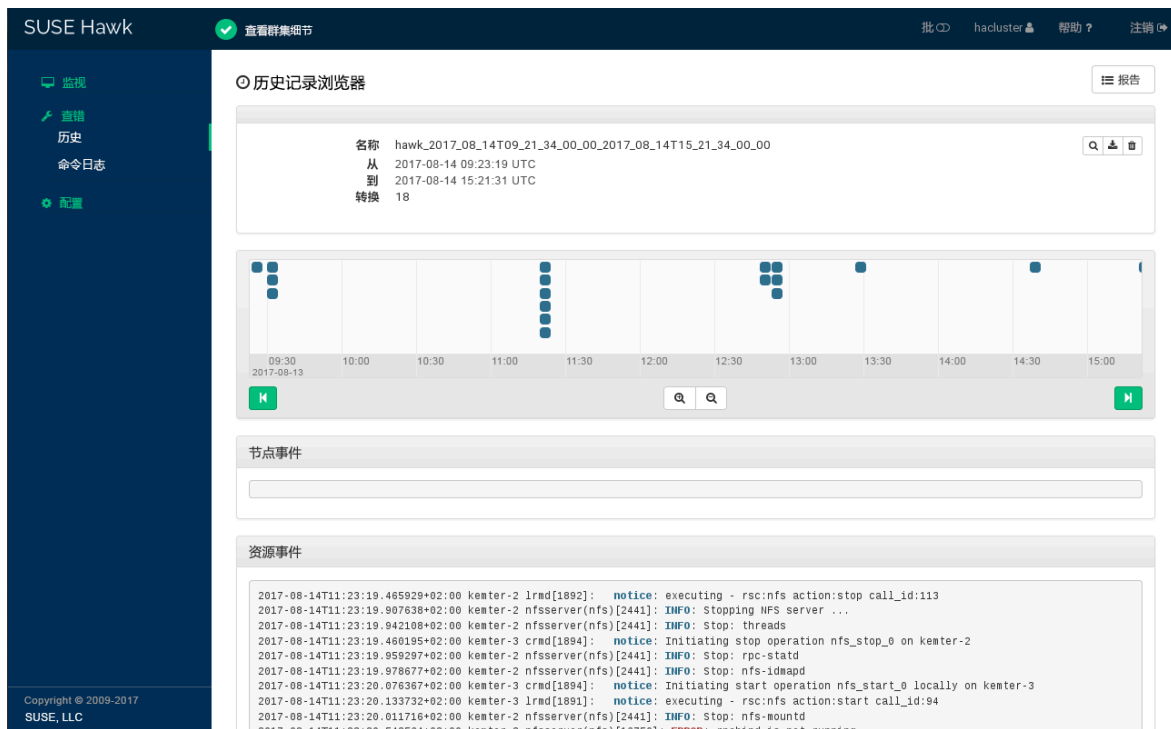 SUSE Hawk
查看群集细节
批
hacluster
帮助 ?
注销
监视
查错
历史
命令日志
配置
历史记录浏览器
报告
名称 hawk_2017_08_14T09_21_34_00_00_2017_08_14T15_21_34_00_00
从 2017-08-14 09:23:19 UTC
到 2017-08-14 15:21:31 UTC
转换 18
09:30 10:00 10:30 11:00 11:30 12:00 12:30 13:00 13:30 14:00 14:30 15:00
2017-08-13
节点事件
资源事件
2017-08-14T11:23:19.465929+02:00 kemter-2 lrmd[1892]: notice: executing - rsc:nfs action:stop call_id:113
2017-08-14T11:23:19.907638+02:00 kemter-2 nfsserver(nfs)[2441]: INFO: Stopping NFS server ...
2017-08-14T11:23:19.942108+02:00 kemter-2 nfsserver(nfs)[2441]: INFO: Stop: threads
2017-08-14T11:23:19.460195+02:00 kemter-3 crmd[1894]: notice: Initiating stop operation nfs_stop_0 on kemter-2
2017-08-14T11:23:19.959297+02:00 kemter-2 nfsserver(nfs)[2441]: INFO: Stop: rpc-statd
2017-08-14T11:23:19.978677+02:00 kemter-2 nfsserver(nfs)[2441]: INFO: Stop: nfs-idmapd
2017-08-14T11:23:20.076367+02:00 kemter-3 crmd[1894]: notice: Initiating start operation nfs_start_0 locally on kemter-3
2017-08-14T11:23:20.133732+02:00 kemter-3 lrmd[1891]: notice: executing - rsc:nfs action:start call_id:94
2017-08-14T11:23:20.011716+02:00 kemter-2 nfsserver(nfs)[2441]: INFO: Stop: nfs-mountd
Copyright © 2009-2017
SUSE, LLC